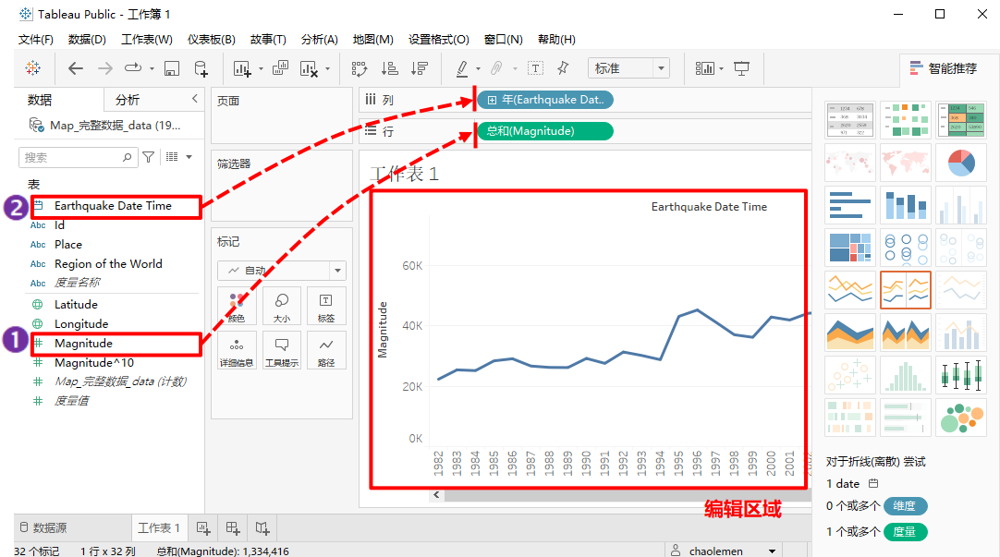 Tableau Public - 工作簿 1
文件(F) 数据(D) 工作表(W) 仪表板(B) 故事(T) 分析(A) 地图(M) 设置格式(O) 窗口(N) 帮助(H)
标准
智能推荐
数据 分析
Map_完整数据_data (19...
搜索
表
2
Earthquake Date Time
Abc Id
Abc Place
Abc Region of the World
Abc 度量名称
Latitude
Longitude
1
Magnitude
Magnitude^10
Map_完整数据_data (计数)
度量值
页面
筛选器
标记
自动
颜色 大小 标签
详细信息 工具提示 路径
列 年(Earthquake Dat..
行 总和(Magnitude)
工作表 1
Earthquake Date Time
Magnitude
60K
40K
20K
0K
1982 1983 1984 1985 1986 1987 1988 1989 1990 1991 1992 1993 1994 1995 1996 1997 1998 1999 2000 2001 2002
编辑区域
对于折线(离散) 尝试
1 date
0 个或多个 维度
1 个或多个 度量
数据源 工作表 1
32 个标记 1 行 x 32 列 总和(Magnitude): 1,334,416
chaolemen